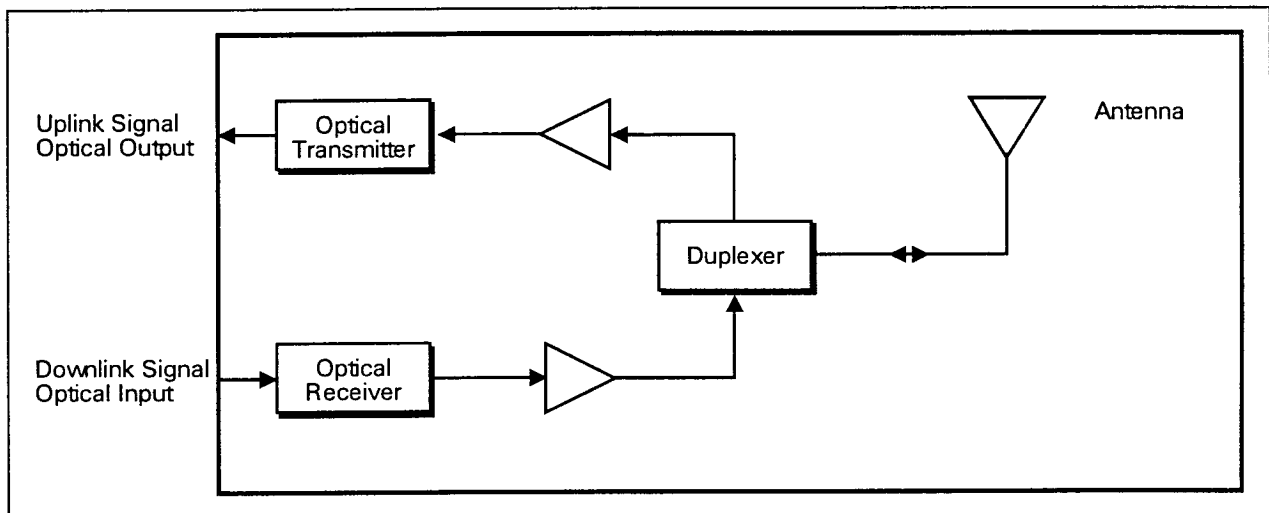 Uplink Signal
Optical Output
Optical
Transmitter
Antenna
Duplexer
Downlink Signal
Optical Input
Optical
Receiver